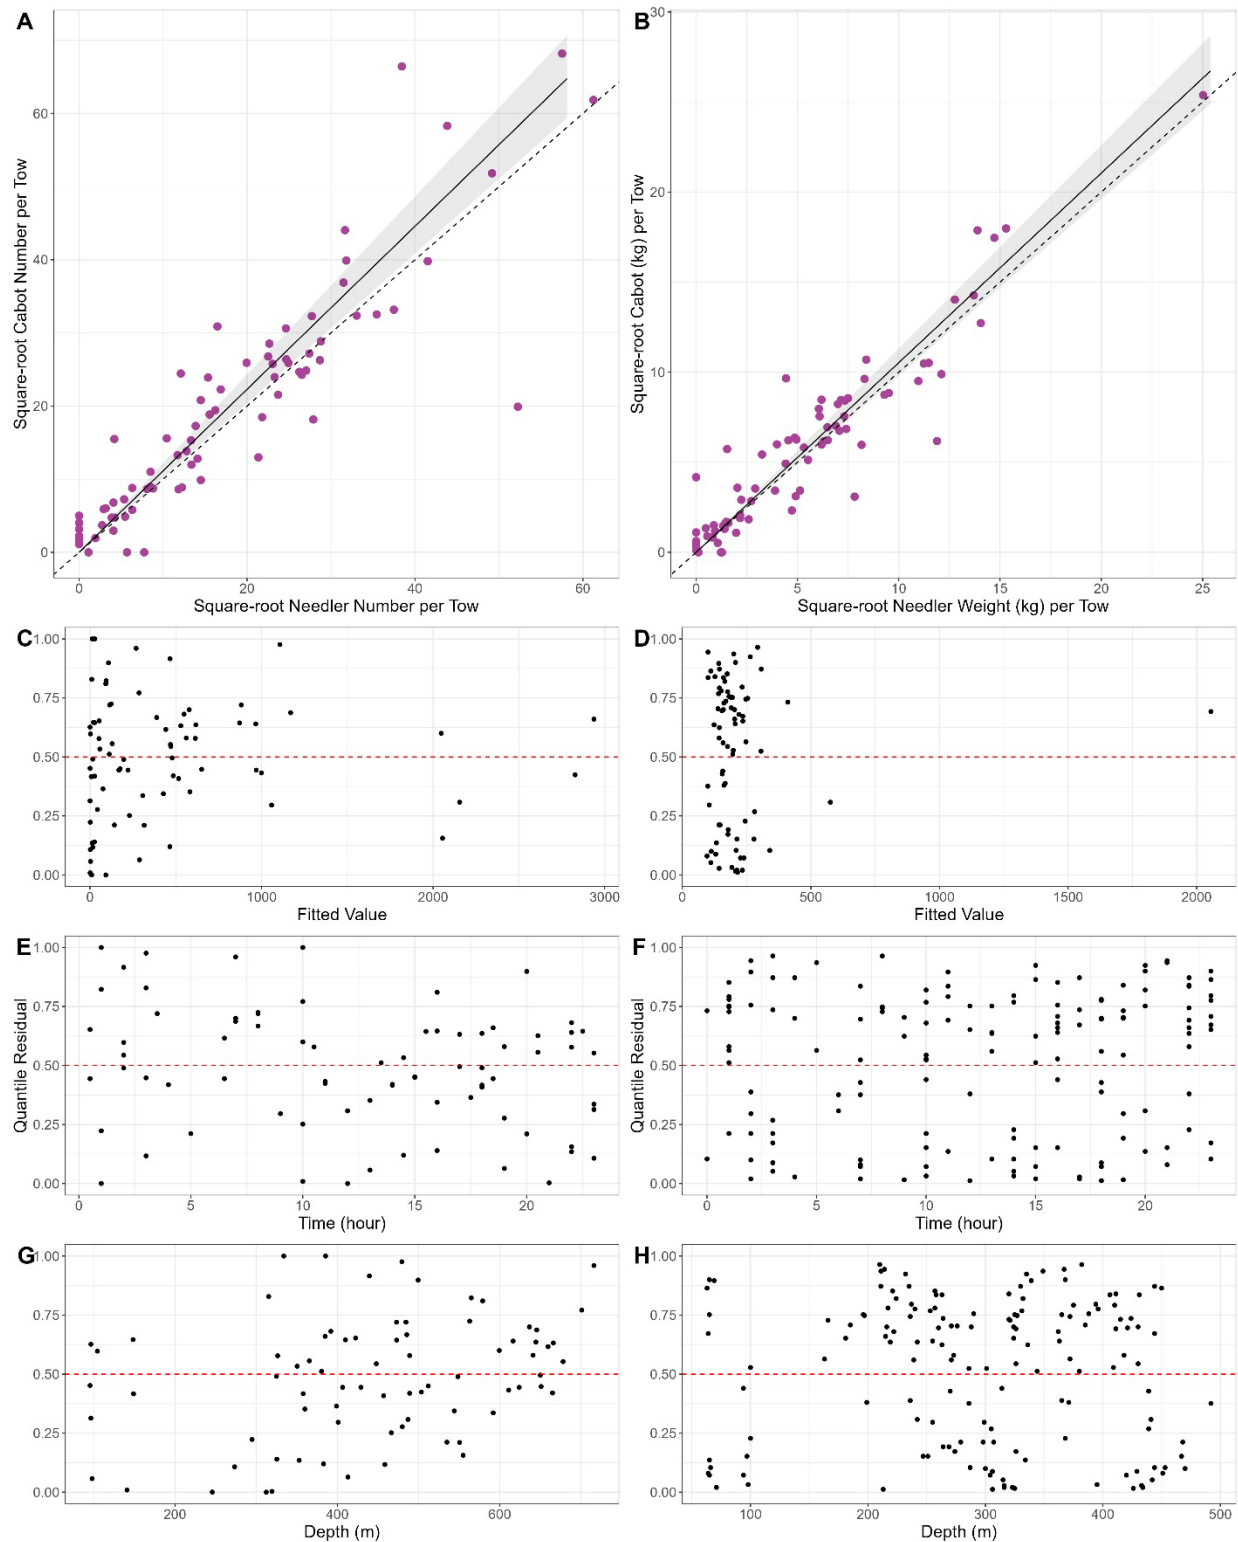 A
B
Square-root Cabot Number per Tow
60
40
20
0
0 20 40 60
Square-root Needler Number per Tow
Square-root Cabot (kg) per Tow
30
20
10
0
0 5 10 15 20 25
Square-root Needler Weight (kg) per Tow
C
1.00
0.75
0.50
0.25
0.00
0 1000 2000 3000
Fitted Value
D
1.00
0.75
0.50
0.25
0.00
0 500 1000 1500 2000
Fitted Value
E
Quantile Residual
1.00
0.75
0.50
0.25
0.00
0 5 10 15 20
Time (hour)
F
Quantile Residual
1.00
0.75
0.50
0.25
0.00
0 5 10 15 20
Time (hour)
G
1.00
0.75
0.50
0.25
0.00
200 400 600
Depth (m)
H
1.00
0.75
0.50
0.25
0.00
100 200 300 400 500
Depth (m)